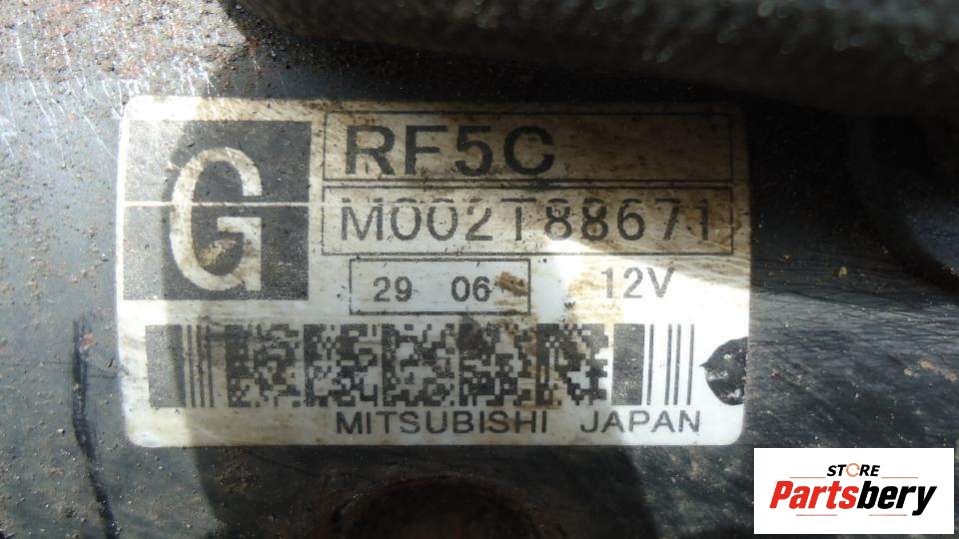 G
RF5C
M002T88671
29 06
12V
MITSUBISHI JAPAN
STORE
Partsbery